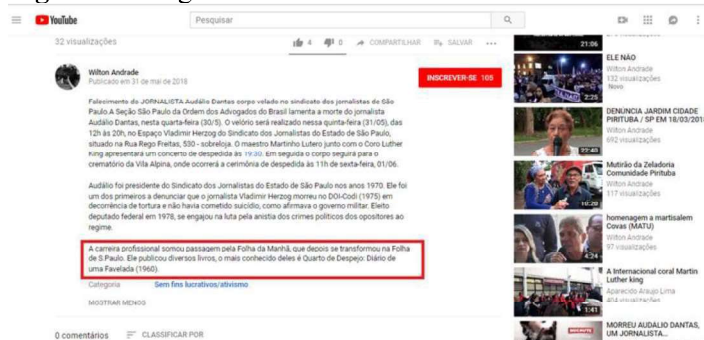 YouTube
Pesquisar
32 visualizações
4
0
COMPARTILHAR
SALVAR
Wilton Andrade
Publicado em 31 de mai de 2018
INSCREVER-SE 105
Falecimento do JORNALISTA Audálio Dantas corpo velado no sindicato dos jornalistas de São
Paulo.A Seção São Paulo da Ordem dos Advogados do Brasil lamenta a morte do jornalista
Audálio Dantas, nesta quarta-feira (30/5). O velório será realizado nessa quinta-feira (31/05), das
12h às 20h, no Espaço Vladimir Herzog do Sindicato dos Jornalistas do Estado de São Paulo,
situado na Rua Rego Freitas, 530 - sobreloja. O maestro Martinho Lutero junto com o Coro Luther
King apresentará um concerto de despedida às 19:30. Em seguida o corpo seguirá para o
crematório da Vila Alpina, onde ocorrerá a cerimônia de despedida às 11h de sexta-feira, 01/06.
Audálio foi presidente do Sindicato dos Jornalistas do Estado de São Paulo nos anos 1970. Ele foi
um dos primeiros a denunciar que o jornalista Vladimir Herzog morreu no DOI-Codi (1975) em
decorrência de tortura e não havia cometido suicídio, como afirmava o governo militar. Eleito
deputado federal em 1978, se engajou na luta pela anistia dos crimes políticos dos opositores ao
regime.
A carreira profissional somou passagem pela Folha da Manhã, que depois se transformou na Folha
de S.Paulo. Ele publicou diversos livros, o mais conhecido deles é Quarto de Despejo: Diário de
uma Favelada (1960).
Categoria
Sem fins lucrativos/ativismo
MOSTRAR MENOS
0 comentários
CLASSIFICAR POR
21:06
ELE NÃO
Wilton Andrade
132 visualizações
Novo
2:25
DENUNCIA JARDIM CIDADE
PIRITUBA / SP EM 18/03/2018
Wilton Andrade
692 visualizações
22:40
Mutirão da Zeladoria
Comunidade Pirituba
Wilton Andrade
117 visualizações
10:20
homenagem a martisalem
Covas (MATU)
Wilton Andrade
97 visualizações
4:24
A Internacional coral Martin
Luther king
Aparecido Araujo Lima
404 visualizações
1:41
MORREU AUDALIO DANTAS,
UM JORNALISTA...